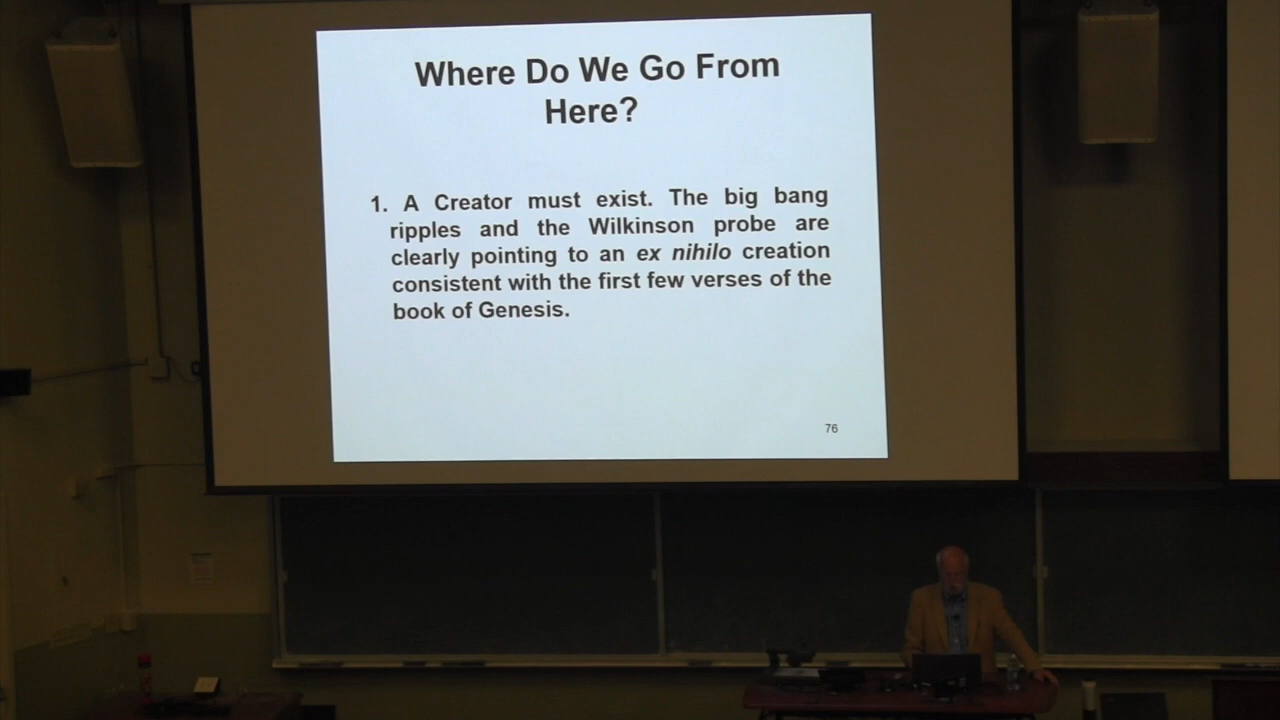 Where Do We Go From
Here?
1. A Creator must exist. The big bang
ripples and the Wilkinson probe are
clearly pointing to an ex nihilo creation
consistent with the first few verses of the
book of Genesis.
76